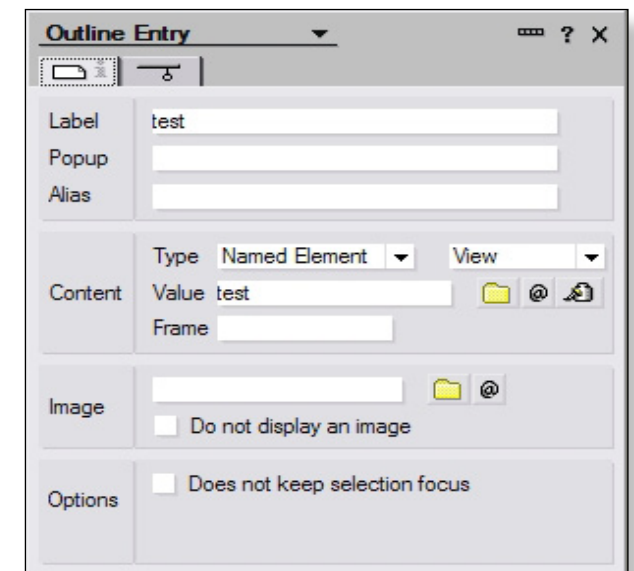 Outline Entry ? X
Label test
Popup
Alias
Content Type Named Element View
Value test @
Frame
Image @
Do not display an image
Options Does not keep selection focus